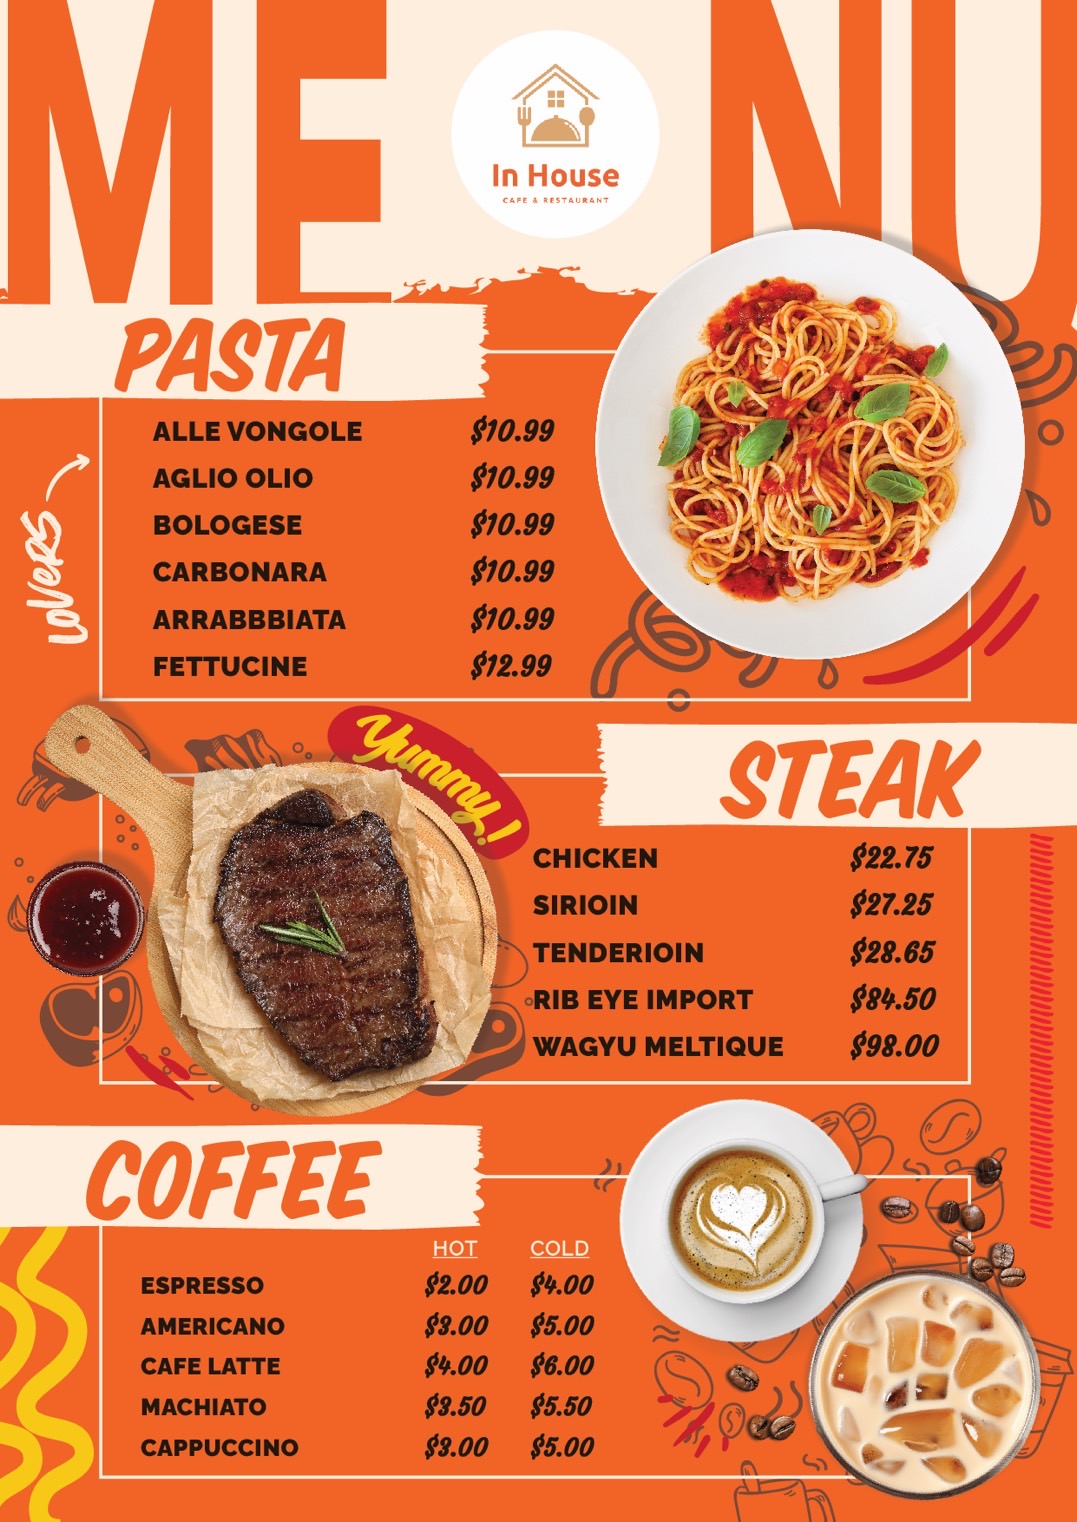 MENU
In House
CAFE & RESTAURANT
PASTA
LOVERS
ALLE VONGOLE $10.99
AGLIO OLIO $10.99
BOLOGESE $10.99
CARBONARA $10.99
ARRABBBIATA $10.99
FETTUCINE $12.99
Yummy!
STEAK
CHICKEN $22.75
SIRIOIN $27.25
TENDERIOIN $28.65
RIB EYE IMPORT $84.50
WAGYU MELTIQUE $98.00
COFFEE
HOT COLD
ESPRESSO $2.00 $4.00
AMERICANO $3.00 $5.00
CAFE LATTE $4.00 $6.00
MACHIATO $3.50 $5.50
CAPPUCCINO $3.00 $5.00